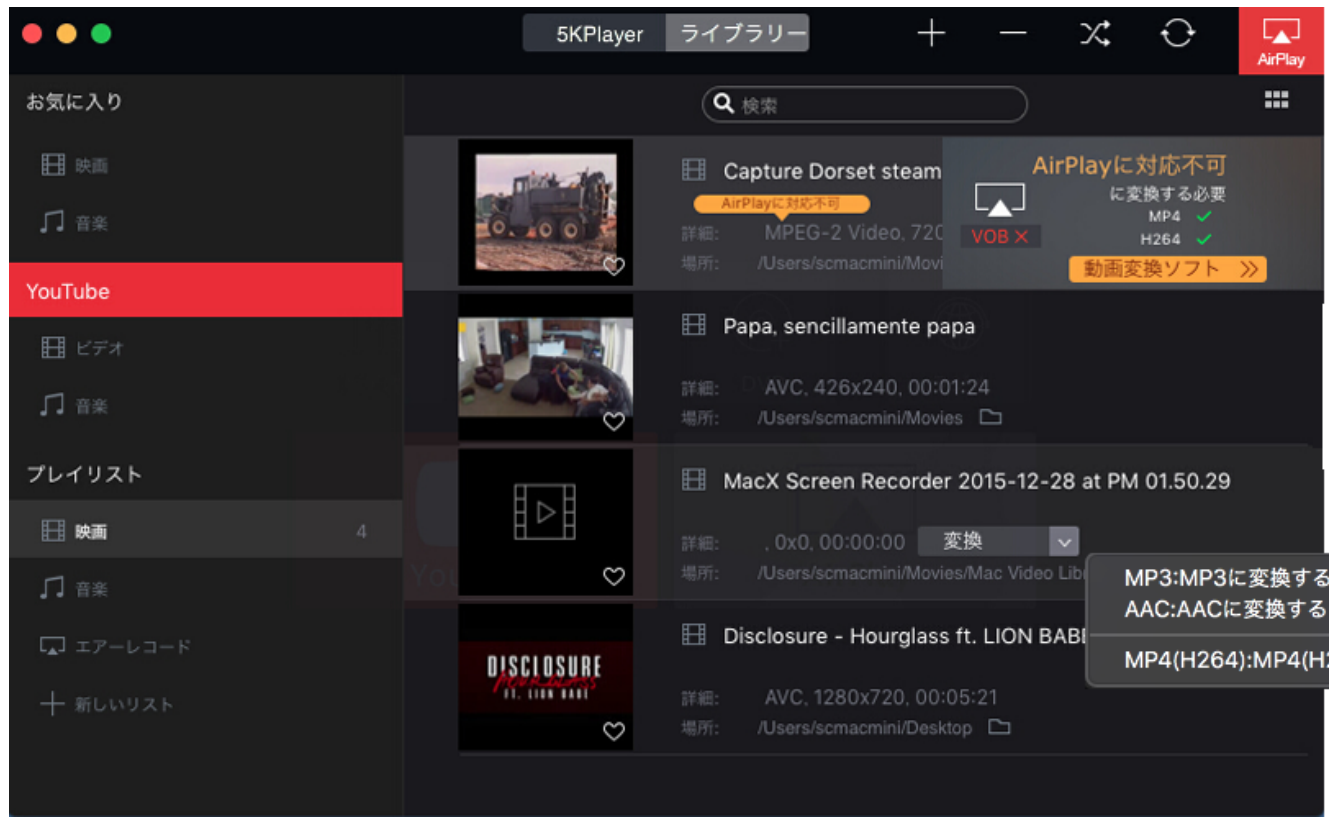 5KPlayer
ライブラリー
AirPlay
お気に入り
検索
映画
音楽
YouTube
ビデオ
音楽
プレイリスト
映画 4
音楽
エアーレコード
新しいリスト
Capture Dorset steam
AirPlayに対応不可
詳細: MPEG-2 Video, 720
場所: /Users/scmacmini/Movi
AirPlayに対応不可
に変換する必要
MP4
VOB
H264
動画変換ソフト
Papa, sencillamente papa
詳細: AVC, 426x240, 00:01:24
場所: /Users/scmacmini/Movies
MacX Screen Recorder 2015-12-28 at PM 01.50.29
詳細: , 0x0, 00:00:00 変換
場所: /Users/scmacmini/Movies/Mac Video Lib
MP3:MP3に変換する
AAC:AACに変換する
MP4(H264):MP4(H2
DISCLOSURE
HOURGLASS
FT. LION BABE
Disclosure - Hourglass ft. LION BABE
詳細: AVC, 1280x720, 00:05:21
場所: /Users/scmacmini/Desktop